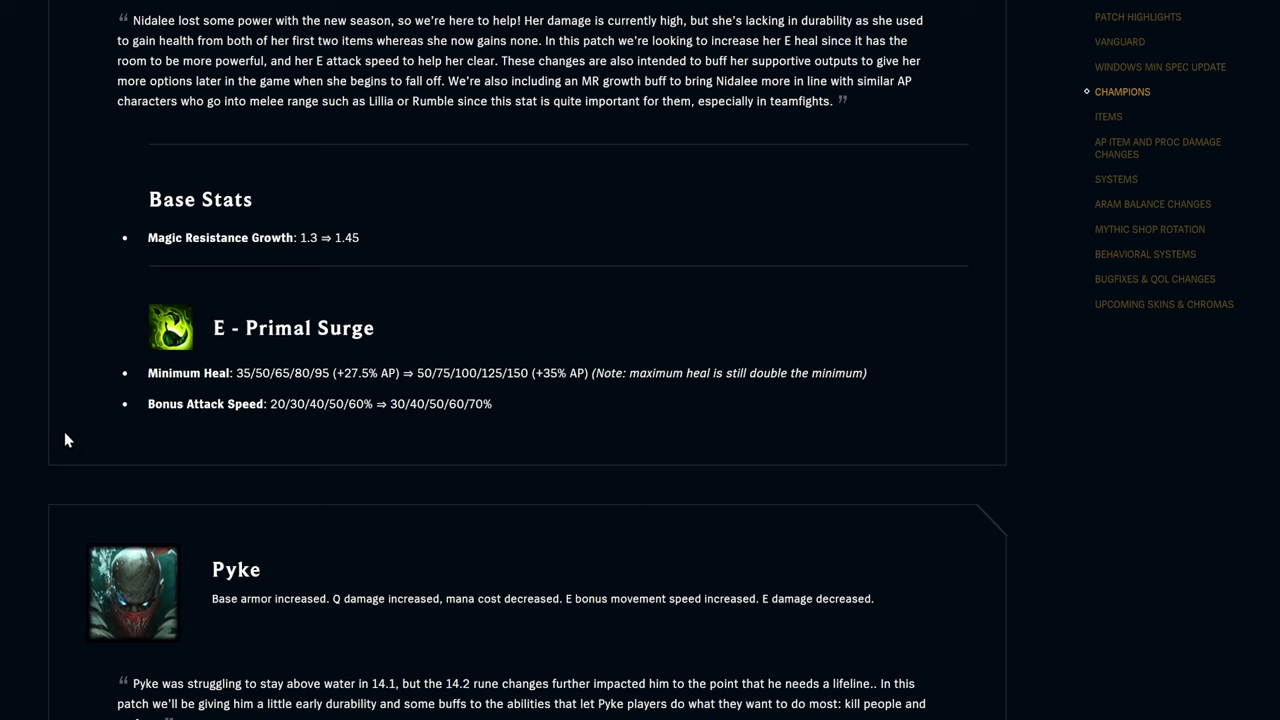 “ Nidalee lost some power with the new season, so we’re here to help! Her damage is currently high, but she’s lacking in durability as she used
to gain health from both of her first two items whereas she now gains none. In this patch we’re looking to increase her E heal since it has the
room to be more powerful, and her E attack speed to help her clear. These changes are also intended to buff her supportive outputs to give her
more options later in the game when she begins to fall off. We’re also including an MR growth buff to bring Nidalee more in line with similar AP
characters who go into melee range such as Lillia or Rumble since this stat is quite important for them, especially in teamfights. ”
Base Stats
• Magic Resistance Growth: 1.3 ⇒ 1.45
E - Primal Surge
• Minimum Heal: 35/50/65/80/95 (+27.5% AP) ⇒ 50/75/100/125/150 (+35% AP) (Note: maximum heal is still double the minimum)
• Bonus Attack Speed: 20/30/40/50/60% ⇒ 30/40/50/60/70%
Pyke
Base armor increased. Q damage increased, mana cost decreased. E bonus movement speed increased. E damage decreased.
“ Pyke was struggling to stay above water in 14.1, but the 14.2 rune changes further impacted him to the point that he needs a lifeline.. In this
patch we’ll be giving him a little early durability and some buffs to the abilities that let Pyke players do what they want to do most: kill people and
PATCH HIGHLIGHTS
VANGUARD
WINDOWS MIN SPEC UPDATE
CHAMPIONS
ITEMS
AP ITEM AND PROC DAMAGE
CHANGES
SYSTEMS
ARAM BALANCE CHANGES
MYTHIC SHOP ROTATION
BEHAVIORAL SYSTEMS
BUGFIXES & QOL CHANGES
UPCOMING SKINS & CHROMAS